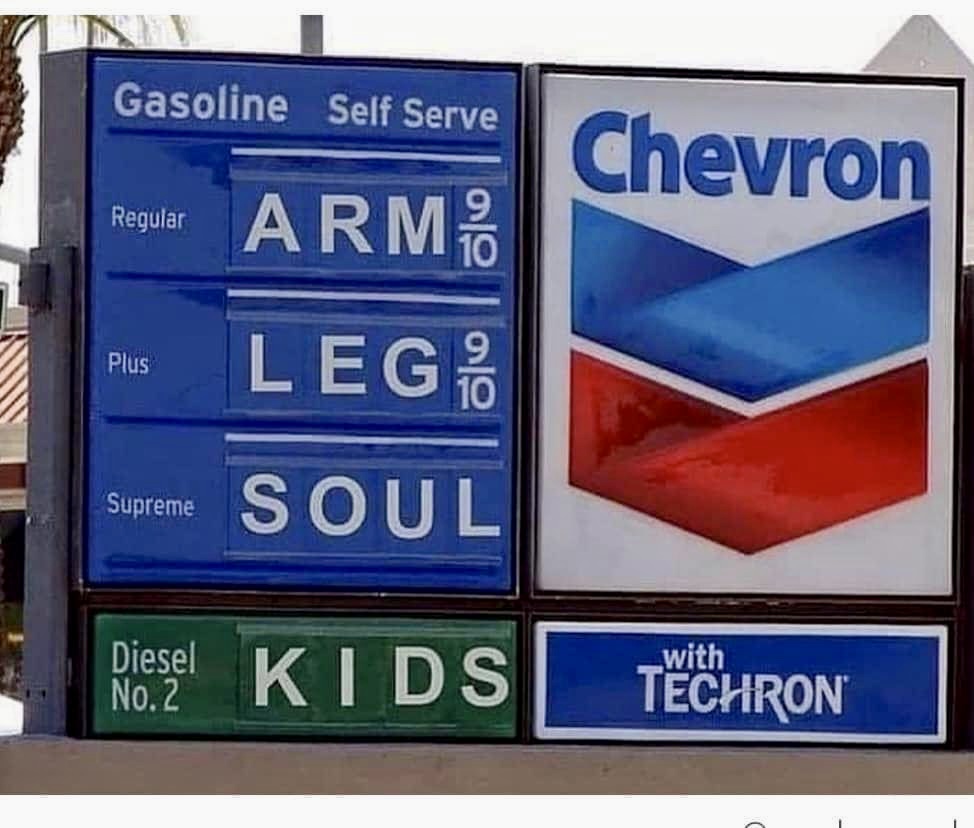 Gasoline Self Serve
Regular ARM 9/10
Plus LEG 9/10
Supreme SOUL
Diesel No. 2 KIDS
Chevron
with
TECHRON